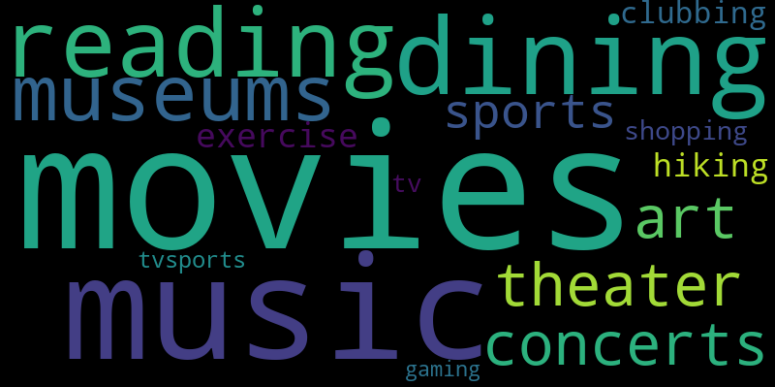 reading
dining
clubbing
museums
sports
exercise
shopping
movies
tv
hiking
art
tvsports
music
theater
concerts
gaming